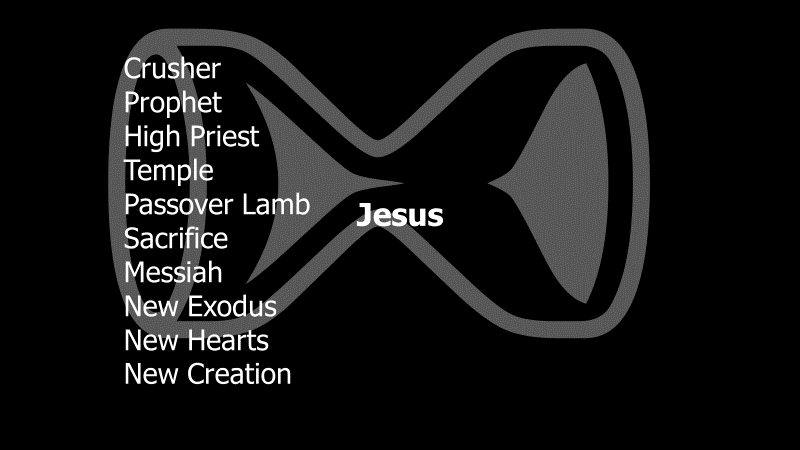 Crusher
Prophet
High Priest
Temple
Passover Lamb
Sacrifice
Messiah
New Exodus
New Hearts
New Creation
Jesus